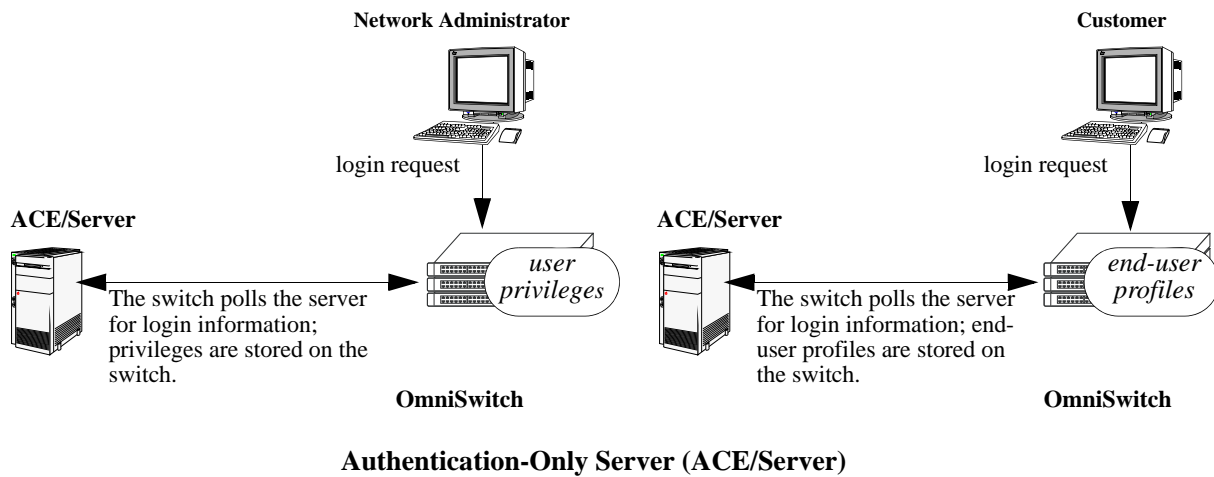 Network Administrator
login request
ACE/Server
user
privileges
The switch polls the server
for login information;
privileges are stored on the
switch.
OmniSwitch
Customer
login request
ACE/Server
end-user
profiles
The switch polls the server
for login information; end-
user profiles are stored on
the switch.
OmniSwitch
Authentication-Only Server (ACE/Server)